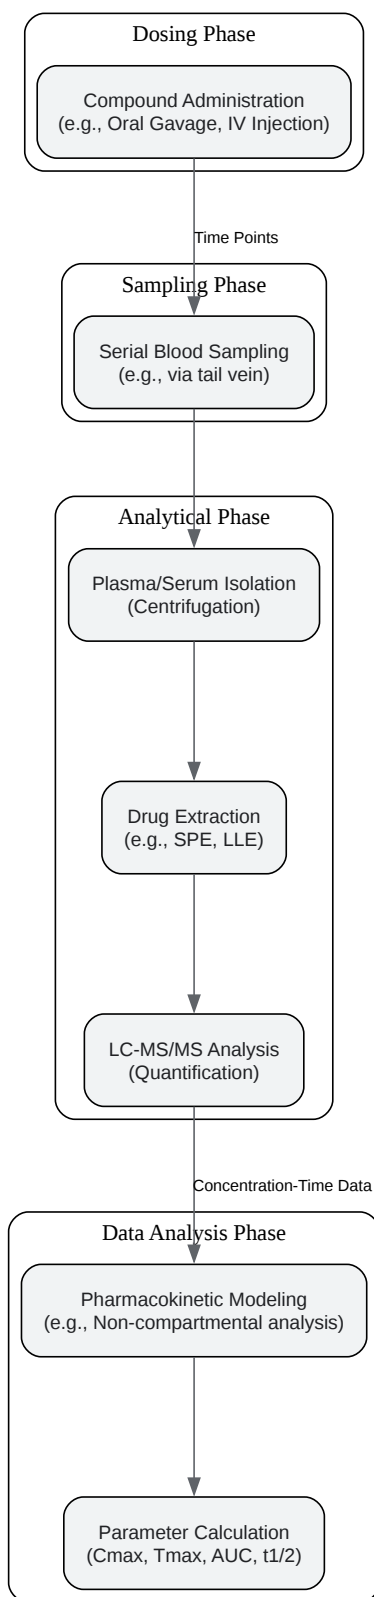 Dosing Phase
Compound Administration
(e.g., Oral Gavage, IV Injection)
Time Points
Sampling Phase
Serial Blood Sampling
(e.g., via tail vein)
Analytical Phase
Plasma/Serum Isolation
(Centrifugation)
Drug Extraction
(e.g., SPE, LLE)
LC-MS/MS Analysis
(Quantification)
Concentration-Time Data
Data Analysis Phase
Pharmacokinetic Modeling
(e.g., Non-compartmental analysis)
Parameter Calculation
(Cmax, Tmax, AUC, t1/2)